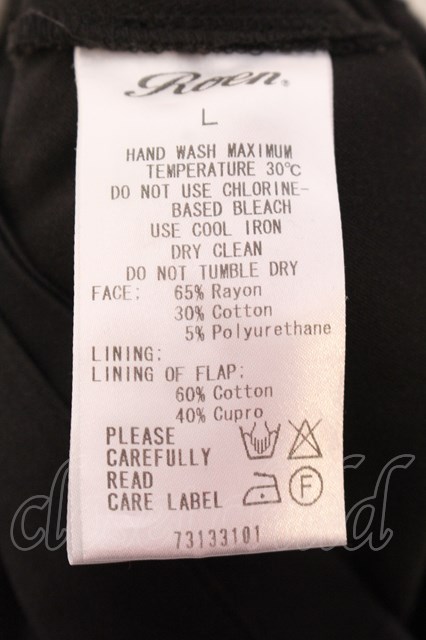 Roen
L
HAND WASH MAXIMUM
TEMPERATURE 30°C
DO NOT USE CHLORINE-
BASED BLEACH
USE COOL IRON
DRY CLEAN
DO NOT TUMBLE DRY
FACE: 65% Rayon
30% Cotton
5% Polyurethane
LINING:
LINING OF FLAP:
60% Cotton
40% Cupro
PLEASE
CAREFULLY
READ
CARE LABEL
F
73133101